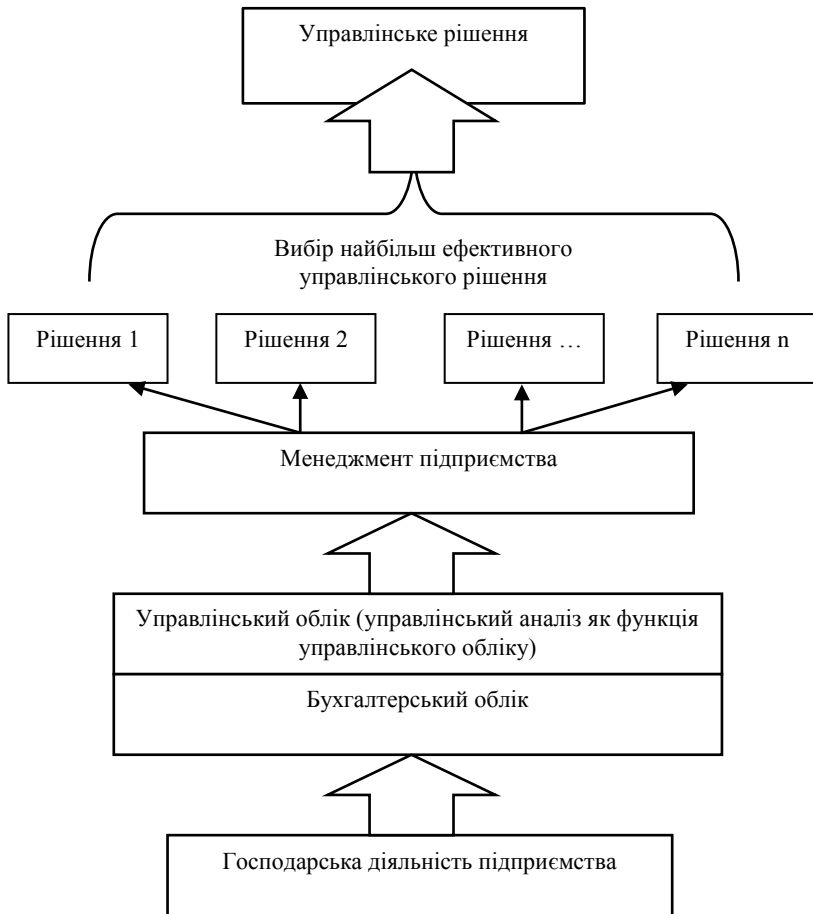 Управлінське рішення
Вибір найбільш ефективного
управлінського рішення
Рішення 1
Рішення 2
Рішення …
Рішення n
Менеджмент підприємства
Управлінський облік (управлінський аналіз як функція
управлінського обліку)
Бухгалтерський облік
Господарська діяльність підприємства